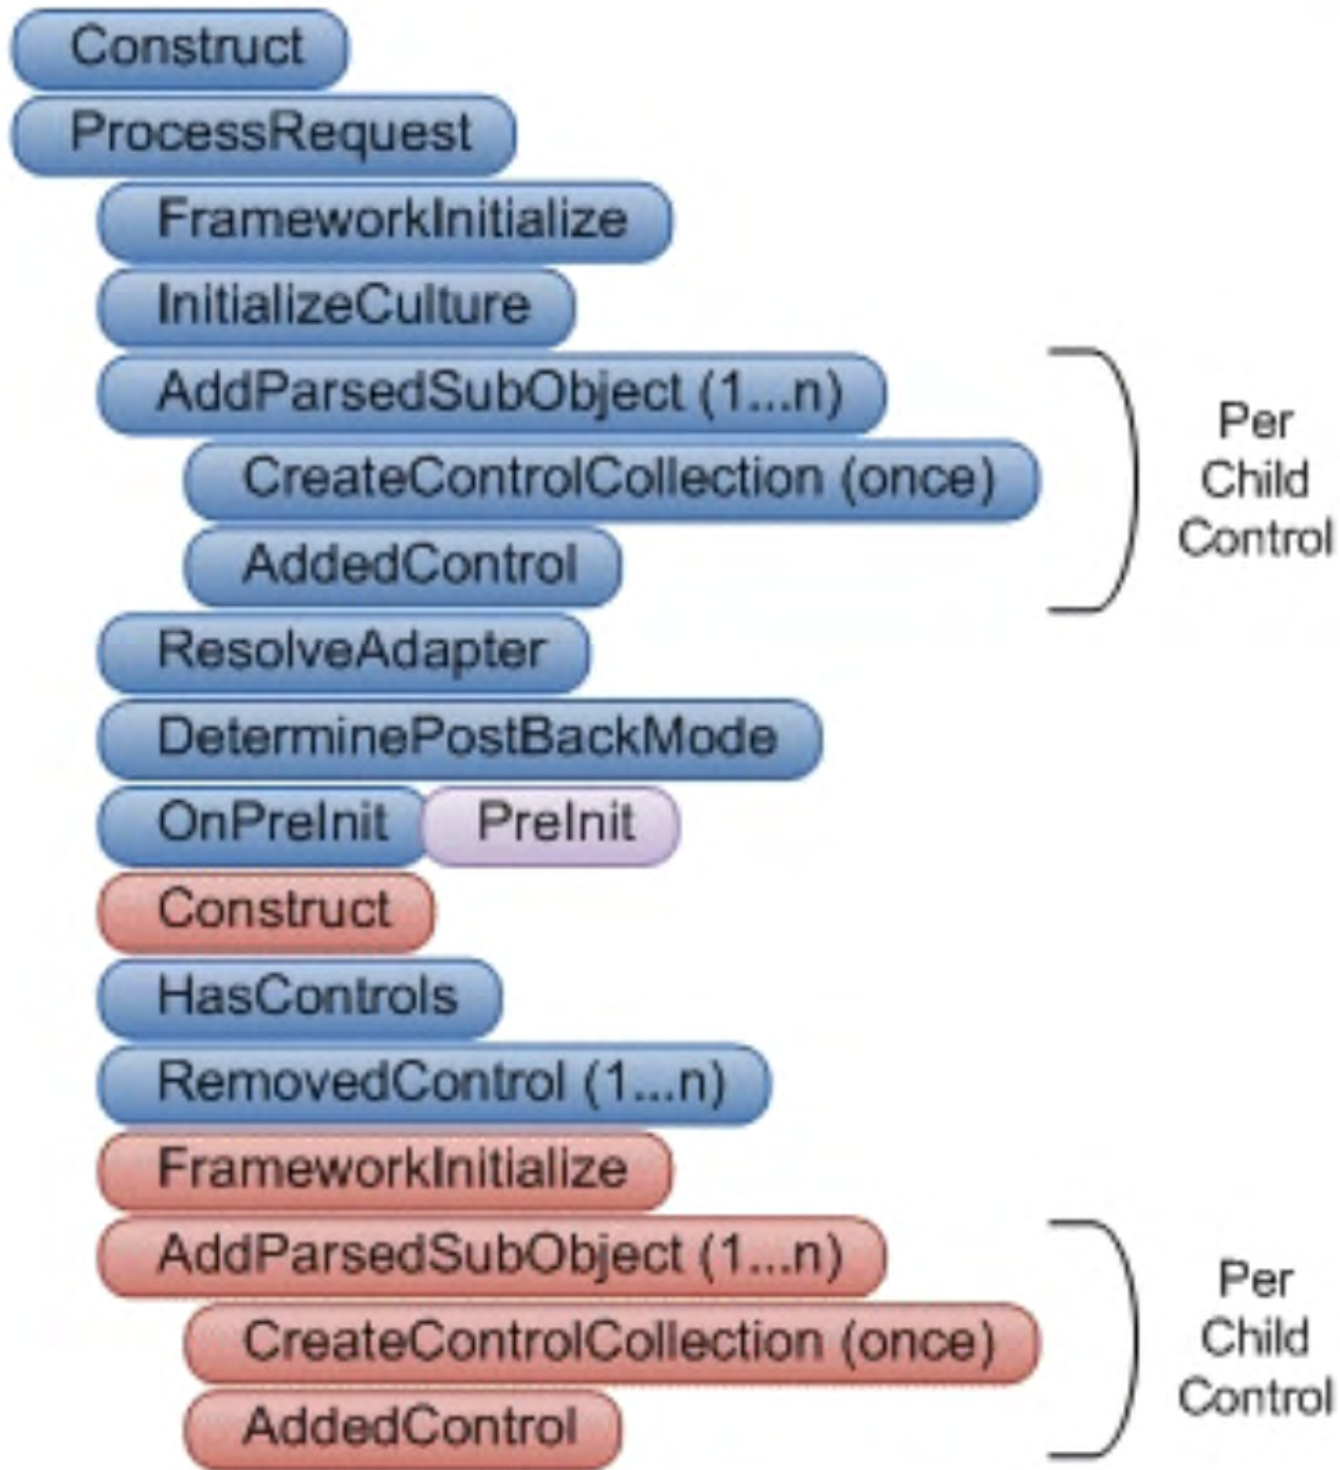 Construct
ProcessRequest
FrameworkInitialize
InitializeCulture
AddParsedSubObject (1...n)
CreateControlCollection (once)
AddedControl
Per
Child
Control
ResolveAdapter
DeterminePostBackMode
OnPreInit PreInit
Construct
HasControls
RemovedControl (1...n)
FrameworkInitialize
AddParsedSubObject (1...n)
CreateControlCollection (once)
AddedControl
Per
Child
Control